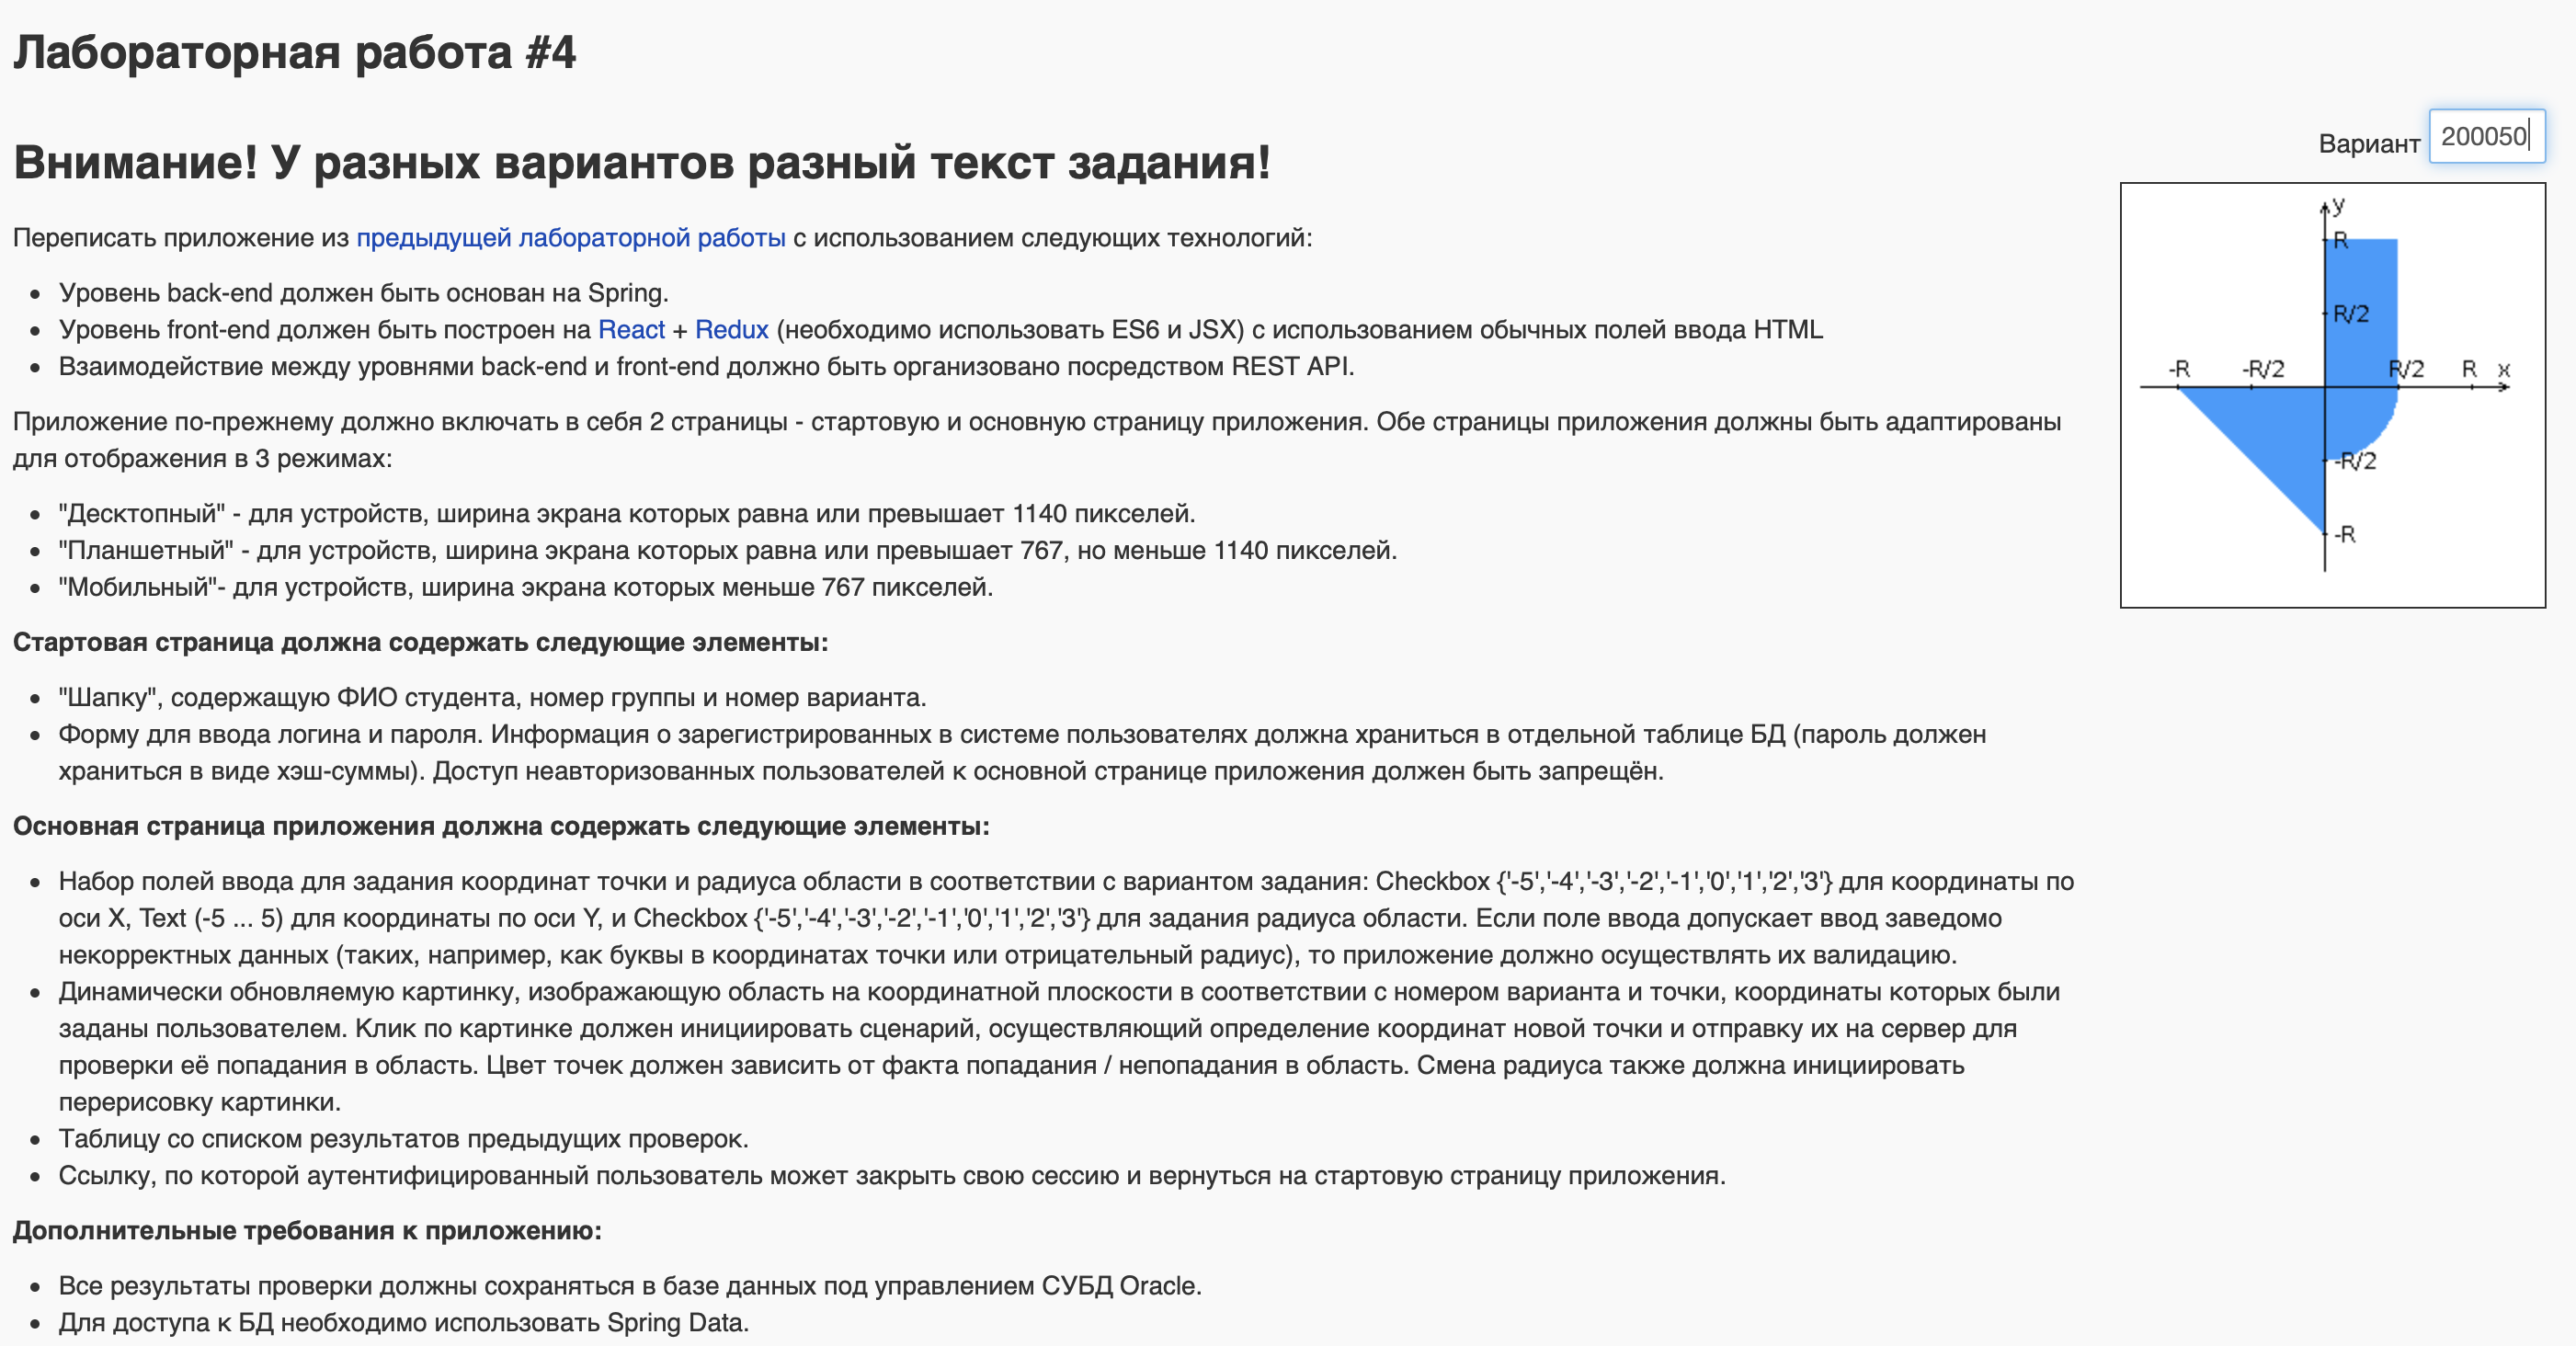 Лабораторная работа #4
Внимание! У разных вариантов разный текст задания!
Вариант 200050
Переписать приложение из предыдущей лабораторной работы с использованием следующих технологий:
Уровень back-end должен быть основан на Spring.
Уровень front-end должен быть построен на React + Redux (необходимо использовать ES6 и JSX) с использованием обычных полей ввода HTML
Взаимодействие между уровнями back-end и front-end должно быть организовано посредством REST API.
Приложение по-прежнему должно включать в себя 2 страницы - стартовую и основную страницу приложения. Обе страницы приложения должны быть адаптированы
для отображения в 3 режимах:
"Десктопный" - для устройств, ширина экрана которых равна или превышает 1140 пикселей.
"Планшетный" - для устройств, ширина экрана которых равна или превышает 767, но меньше 1140 пикселей.
"Мобильный"- для устройств, ширина экрана которых меньше 767 пикселей.
y
R
R/2
-R -R/2 R/2 R x
-R/2
-R
Стартовая страница должна содержать следующие элементы:
"Шапку", содержащую ФИО студента, номер группы и номер варианта.
Форму для ввода логина и пароля. Информация о зарегистрированных в системе пользователях должна храниться в отдельной таблице БД (пароль должен
храниться в виде хэш-суммы). Доступ неавторизованных пользователей к основной странице приложения должен быть запрещён.
Основная страница приложения должна содержать следующие элементы:
Набор полей ввода для задания координат точки и радиуса области в соответствии с вариантом задания: Checkbox {'-5','-4','-3','-2','-1','0','1','2','3'} для координаты по
оси X, Text (-5 ... 5) для координаты по оси Y, и Checkbox {'-5','-4','-3','-2','-1','0','1','2','3'} для задания радиуса области. Если поле ввода допускает ввод заведомо
некорректных данных (таких, например, как буквы в координатах точки или отрицательный радиус), то приложение должно осуществлять их валидацию.
Динамически обновляемую картинку, изображающую область на координатной плоскости в соответствии с номером варианта и точки, координаты которых были
заданы пользователем. Клик по картинке должен инициировать сценарий, осуществляющий определение координат новой точки и отправку их на сервер для
проверки её попадания в область. Цвет точек должен зависить от факта попадания / непопадания в область. Смена радиуса также должна инициировать
перерисовку картинки.
Таблицу со списком результатов предыдущих проверок.
Ссылку, по которой аутентифицированный пользователь может закрыть свою сессию и вернуться на стартовую страницу приложения.
Дополнительные требования к приложению:
Все результаты проверки должны сохраняться в базе данных под управлением СУБД Oracle.
Для доступа к БД необходимо использовать Spring Data.